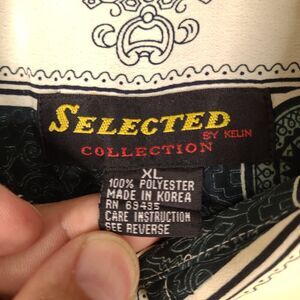 SELECTED
BY KELIN
COLLECTION
XL
100% POLYESTER
MADE IN KOREA
RN 69435
CARE INSTRUCTION
SEE REVERSE